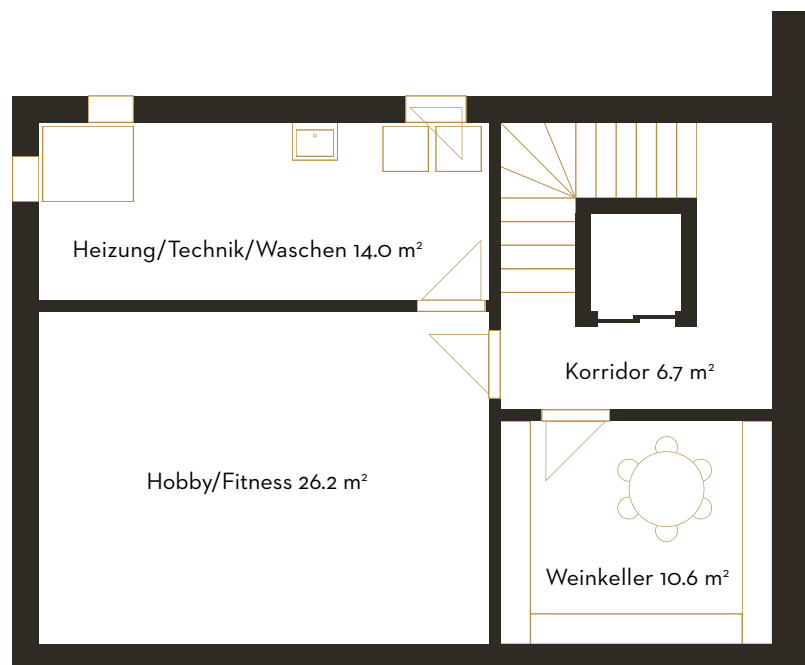 Heizung/Technik/Waschen 14.0 m²
Korridor 6.7 m²
Hobby/Fitness 26.2 m²
Weinkeller 10.6 m²